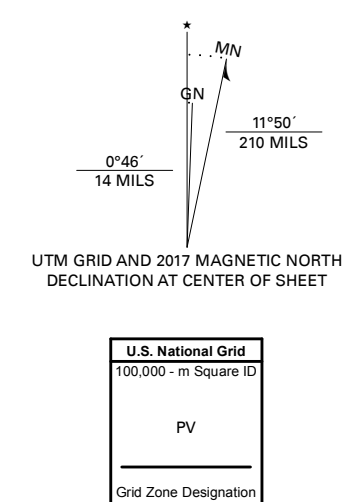 ★
MN
GN
11°50´
210 MILS
0°46´
14 MILS
UTM GRID AND 2017 MAGNETIC NORTH
DECLINATION AT CENTER OF SHEET
U.S. National Grid
100,000 - m Square ID
PV
Grid Zone Designation